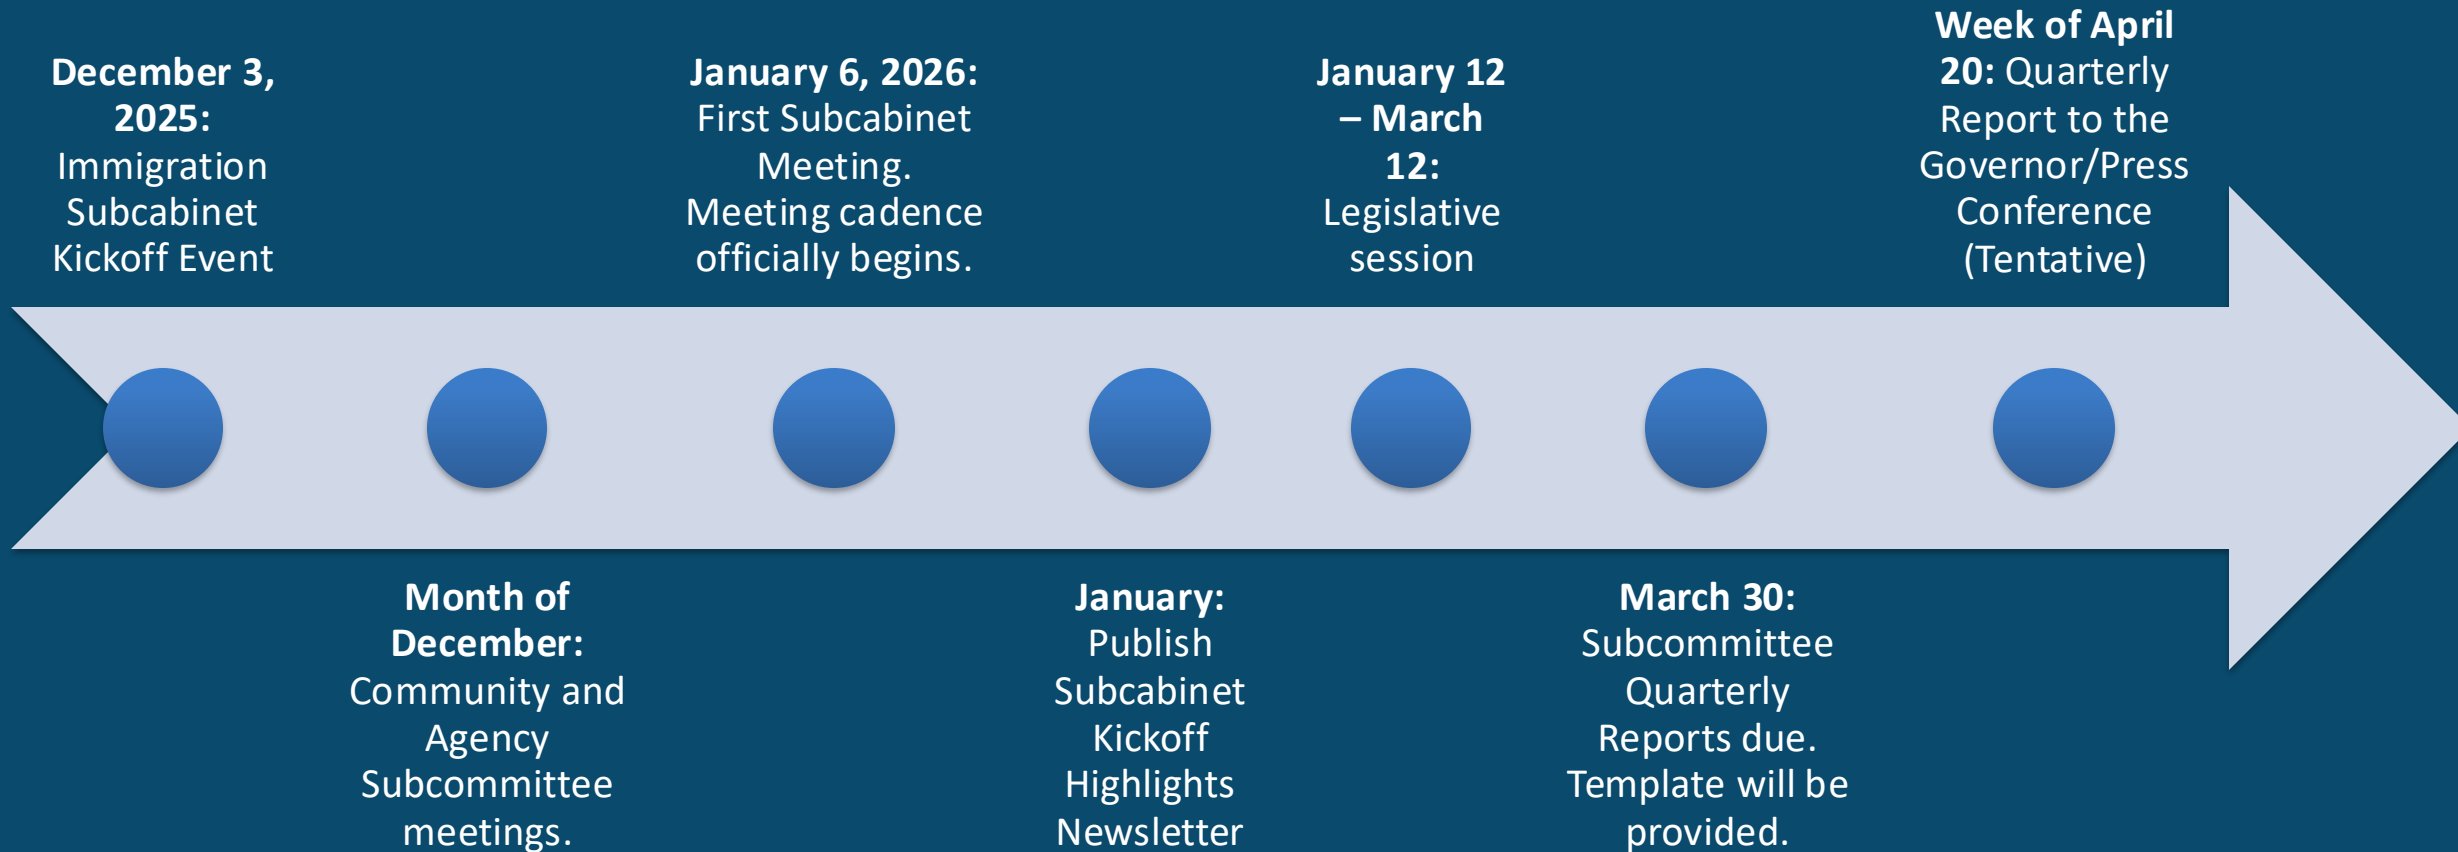 December 3,
2025:
Immigration
Subcabinet
Kickoff Event
Month of
December:
Community and
Agency
Subcommittee
meetings.
January 6, 2026:
First Subcabinet
Meeting.
Meeting cadence
officially begins.
January:
Publish
Subcabinet
Kickoff
Highlights
Newsletter
January 12
– March
12:
Legislative
session
March 30:
Subcommittee
Quarterly
Reports due.
Template will be
provided.
Week of April
20: Quarterly
Report to the
Governor/Press
Conference
(Tentative)